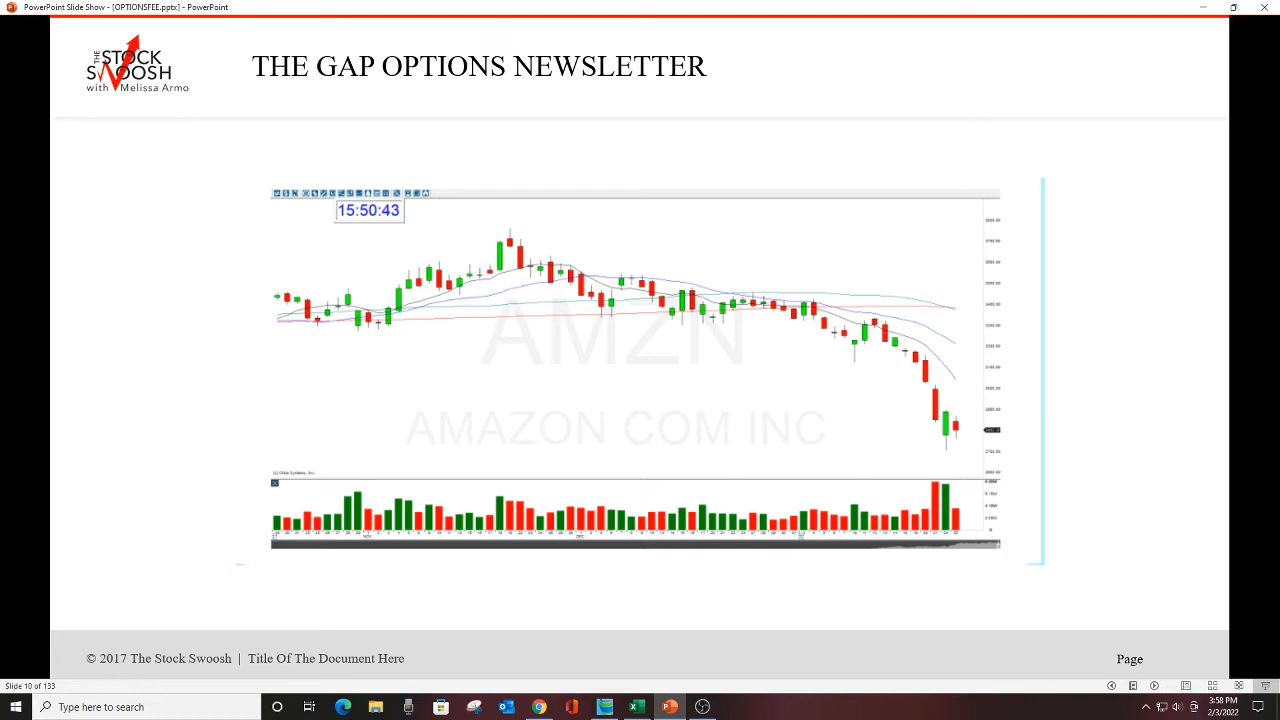 PowerPoint Slide Show - [OPTIONSFEE.pptx] - PowerPoint
THE
STOCK
SWOOSH
with Melissa Armo
THE GAP OPTIONS NEWSLETTER
15:50:43
AMZN
AMAZON COM INC
NOV
DEC
© 2017 The Stock Swoosh | Title Of The Document Here
Page
Slide 10 of 133
Type here to search
3:58 PM
2/3/2022